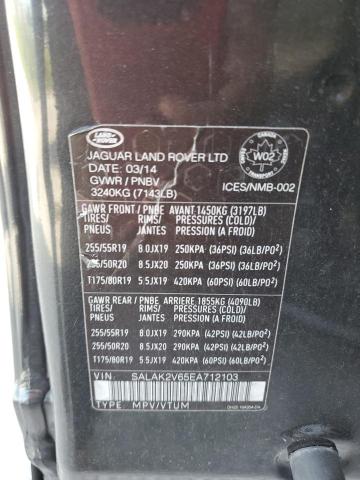 LAND ROVER
JAGUAR LAND ROVER LTD
03/14
GVWR / PNBV
3240KG (7143LB)
W02
ICES/NMB-002
GAWR FRONT / PNBE AVANT 1450KG (3197LB)
TIRES/ RIMS/ PRESSURES (COLD)
PNEUS JANTES PRESSION (A FROID)
255/55R19 8.0JX19 250KPA (36PSI) (36LB/PO²)
255/50R20 8.5JX20 250KPA (36PSI) (36LB/PO²)
T175/80R19 5.5JX19 420KPA (60PSI) (60LB/PO²)
GAWR REAR / PNBE ARRIERE 1855KG (4090LB)
TIRES/ RIMS/ PRESSURES (COLD)
PNEUS JANTES PRESSION (A FROID)
255/55R19 8.0JX19 290KPA (42PSI) (42LB/PO²)
255/50R20 8.5JX20 290KPA (42PSI) (42LB/PO²)
T175/80R19 5.5JX19 420KPA (60PSI) (60LB/PO²)
VIN: SALAK2V65EA712103
TYPE: MPV/VTUM